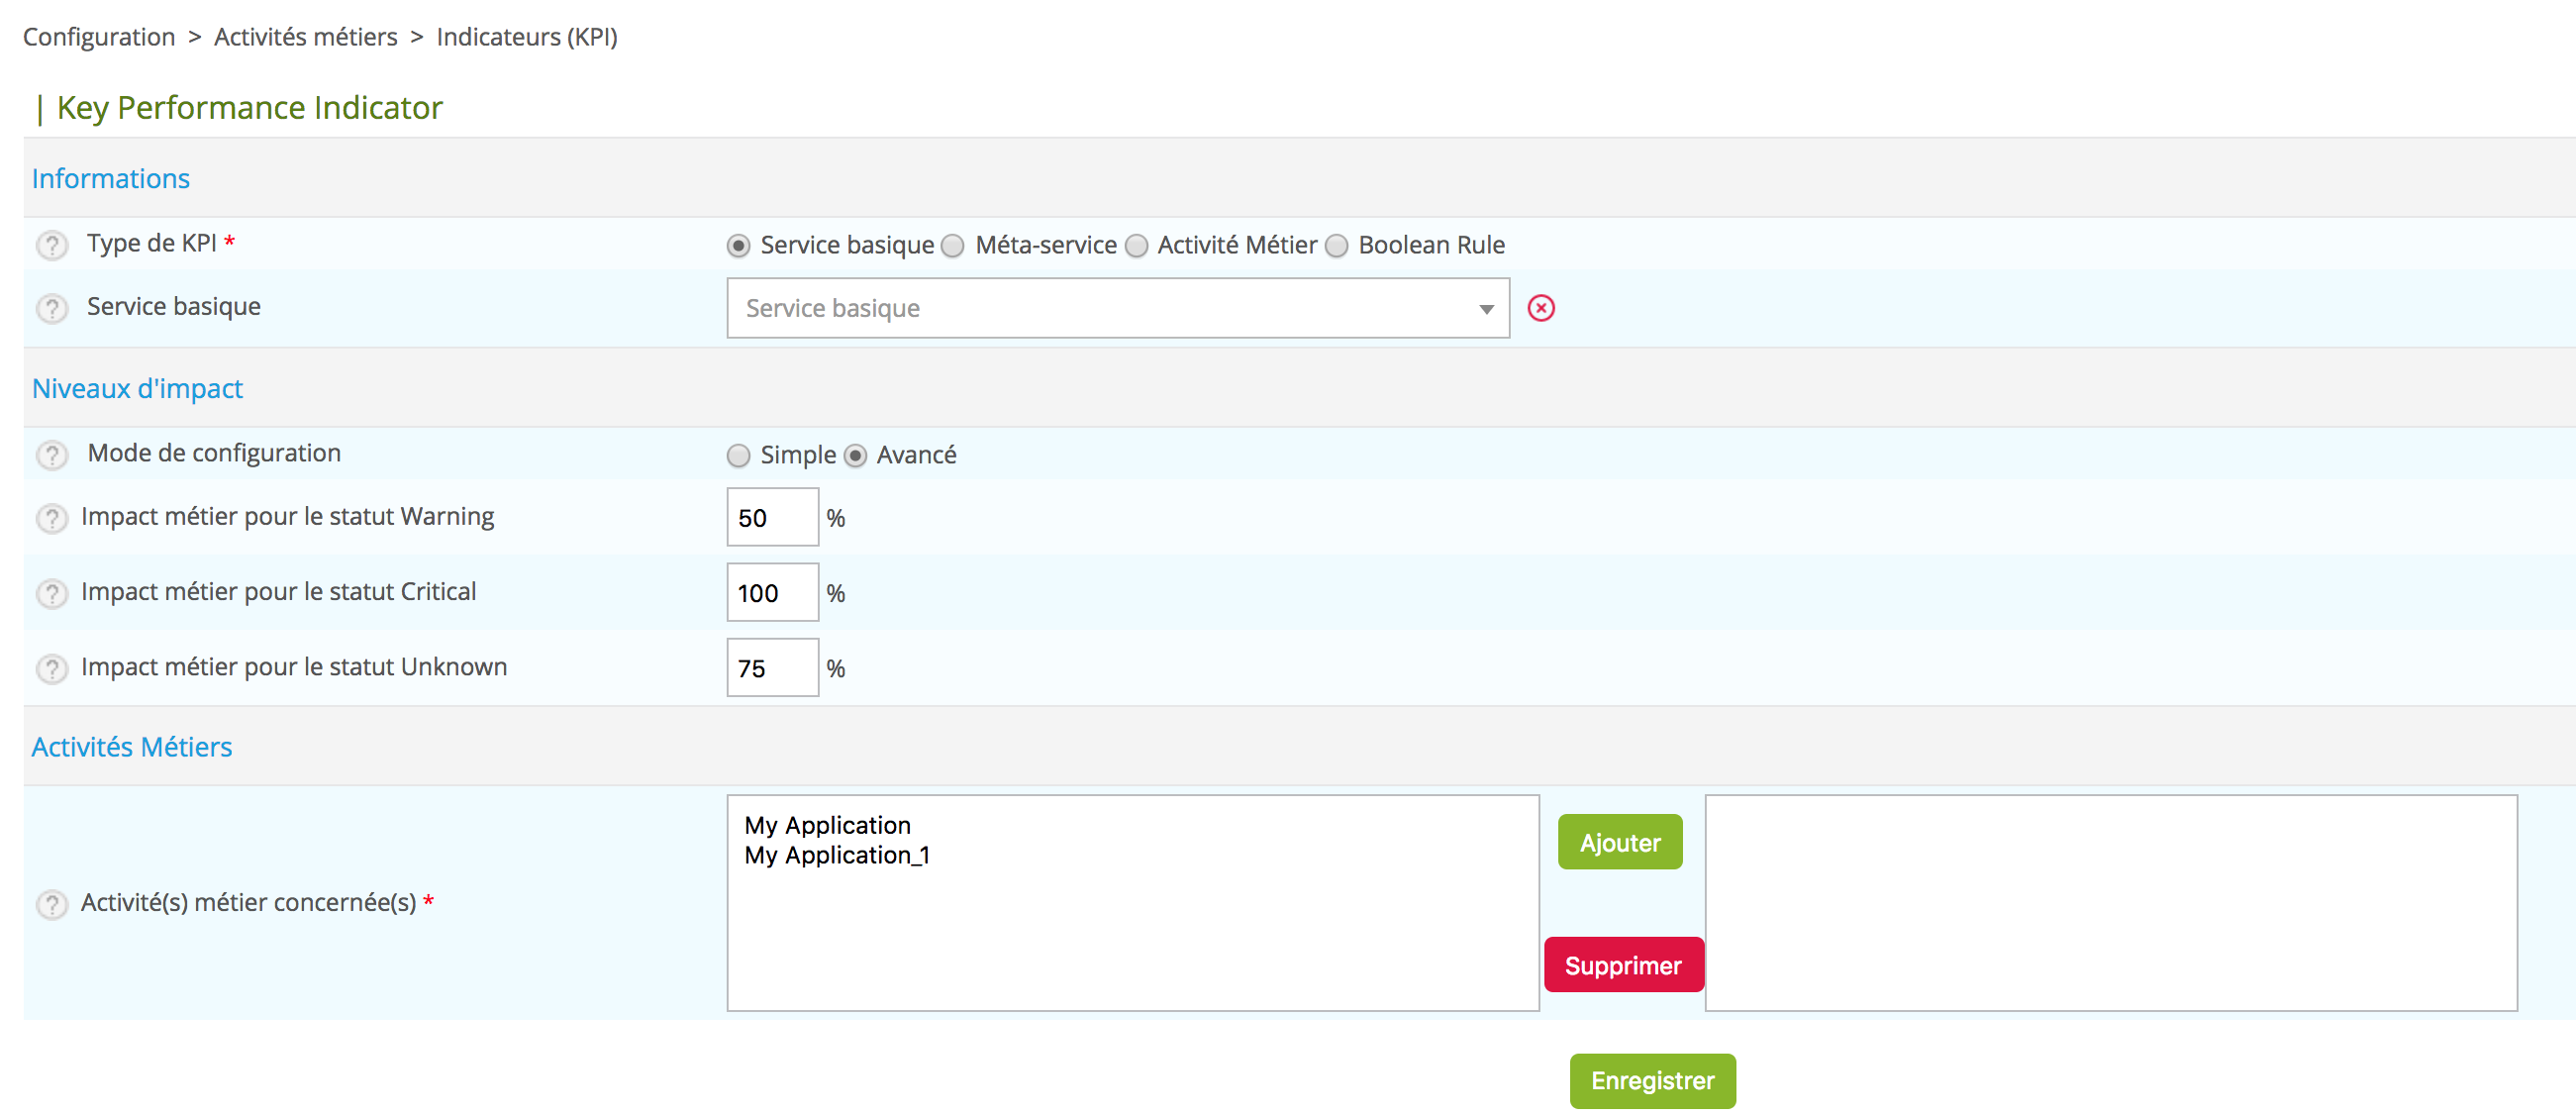 Configuration > Activités métiers > Indicateurs (KPI)
| Key Performance Indicator
Informations
? Type de KPI * Service basique Méta-service Activité Métier Boolean Rule
? Service basique Service basique
Niveaux d'impact
? Mode de configuration Simple Avancé
? Impact métier pour le statut Warning 50 %
? Impact métier pour le statut Critical 100 %
? Impact métier pour le statut Unknown 75 %
Activités Métiers
My Application
My Application_1
Ajouter
? Activité(s) métier concernée(s) *
Supprimer
Enregistrer